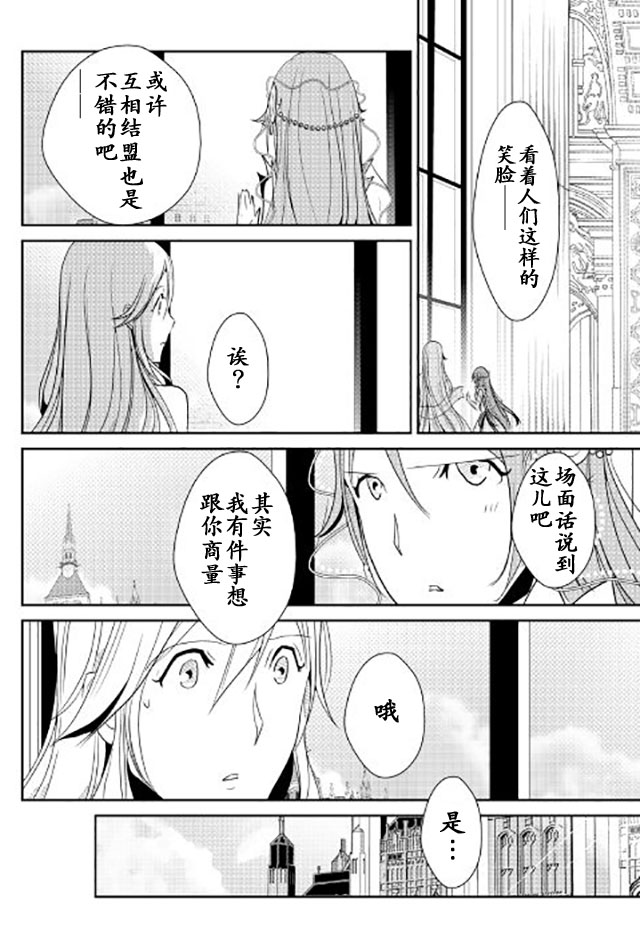 看着人们这样的
笑脸——
或许
互相结盟也是
不错的吧
——
诶？
场面话说到
这儿吧
其实
我有件事想
跟你商量
哦
是…